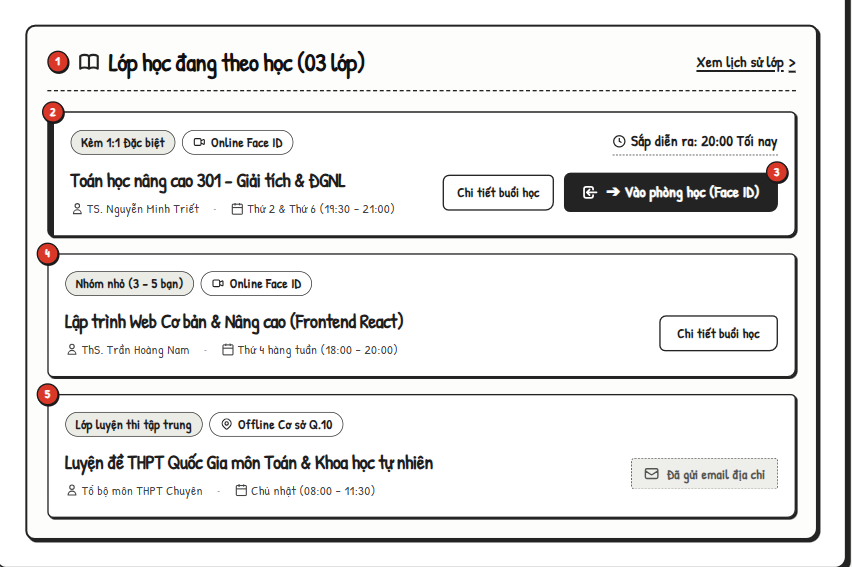 1 Lớp học đang theo học (03 lớp)
Xem lịch sử lớp >
2
Kèm 1:1 Đặc biệt
Online Face ID
Sắp diễn ra: 20:00 Tối nay
Toán học nâng cao 301 - Giải tích & ĐGNL
TS. Nguyễn Minh Triết · Thứ 2 & Thứ 6 (19:30 - 21:00)
Chi tiết buổi học
3
➔ Vào phòng học (Face ID)
4
Nhóm nhỏ (3 - 5 bạn)
Online Face ID
Lập trình Web Cơ bản & Nâng cao (Frontend React)
ThS. Trần Hoàng Nam · Thứ 4 hàng tuần (18:00 - 20:00)
Chi tiết buổi học
5
Lớp luyện thi tập trung
Offline Cơ sở Q.10
Luyện đề THPT Quốc Gia môn Toán & Khoa học tự nhiên
Tổ bộ môn THPT Chuyên · Chủ nhật (08:00 - 11:30)
Đã gửi email địa chỉ